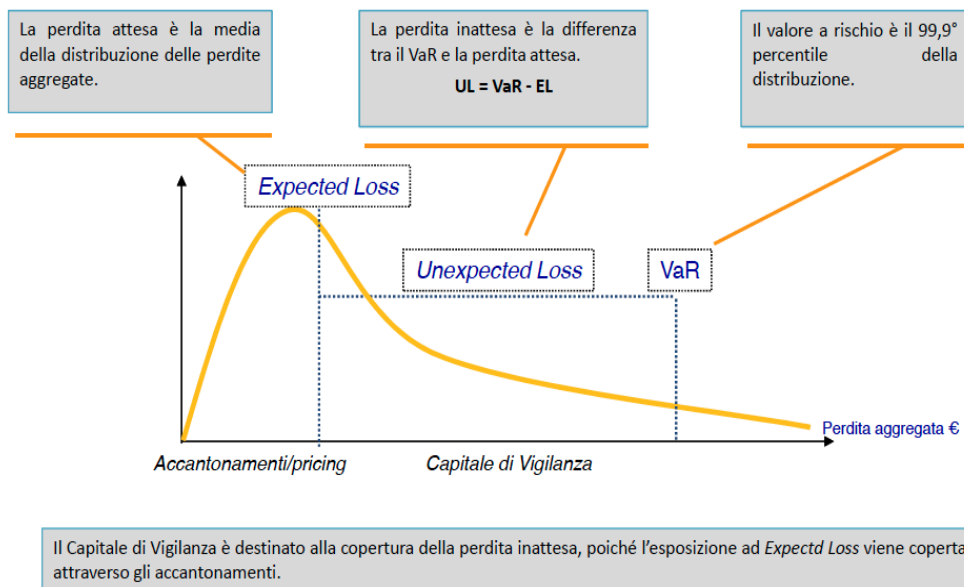 La perdita attesa è la media
della distribuzione delle perdite
aggregate.
La perdita inattesa è la differenza
tra il VaR e la perdita attesa.
UL = VaR - EL
Il valore a rischio è il 99,9°
percentile della
distribuzione.
Expected Loss
Unexpected Loss
VaR
Perdita aggregata €
Accantonamenti/pricing
Capitale di Vigilanza
Il Capitale di Vigilanza è destinato alla copertura della perdita inattesa, poiché l’esposizione ad Expectd Loss viene coperta
attraverso gli accantonamenti.